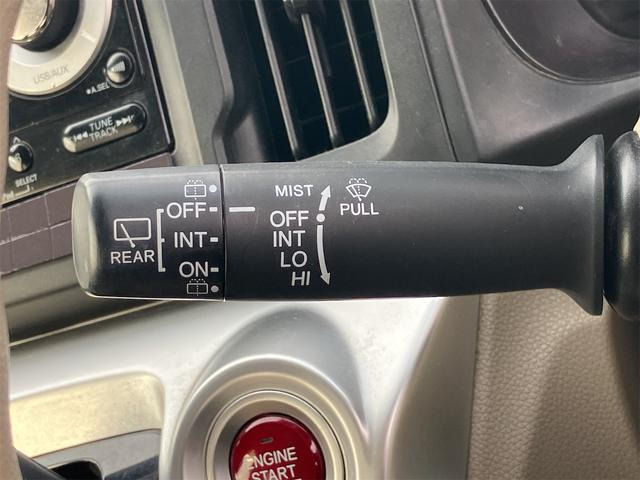 USB/AUX
A.SEL
TUNE
TRACK
SELECT
OFF
INT
ON
REAR
MIST
OFF
INT
LO
HI
PULL
ENGINE
START